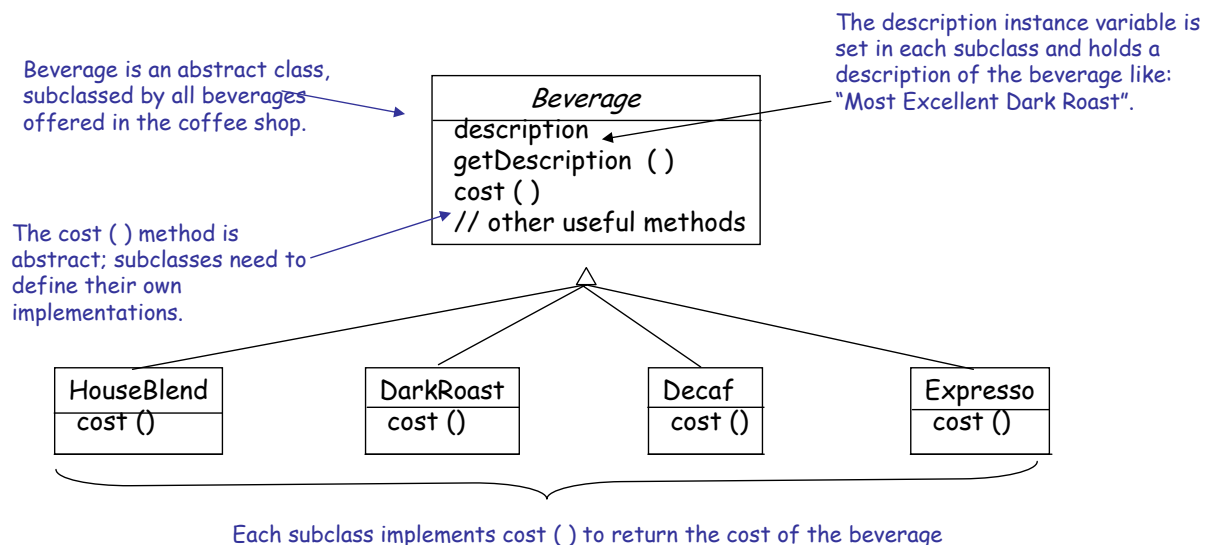 The description instance variable is
set in each subclass and holds a
description of the beverage like:
“Most Excellent Dark Roast”.
Beverage is an abstract class,
subclassed by all beverages
offered in the coffee shop.
Beverage
description
getDescription ( )
cost ( )
// other useful methods
The cost ( ) method is
abstract; subclasses need to
define their own
implementations.
HouseBlend
cost ()
DarkRoast
cost ()
Decaf
cost ()
Expresso
cost ()
Each subclass implements cost ( ) to return the cost of the beverage